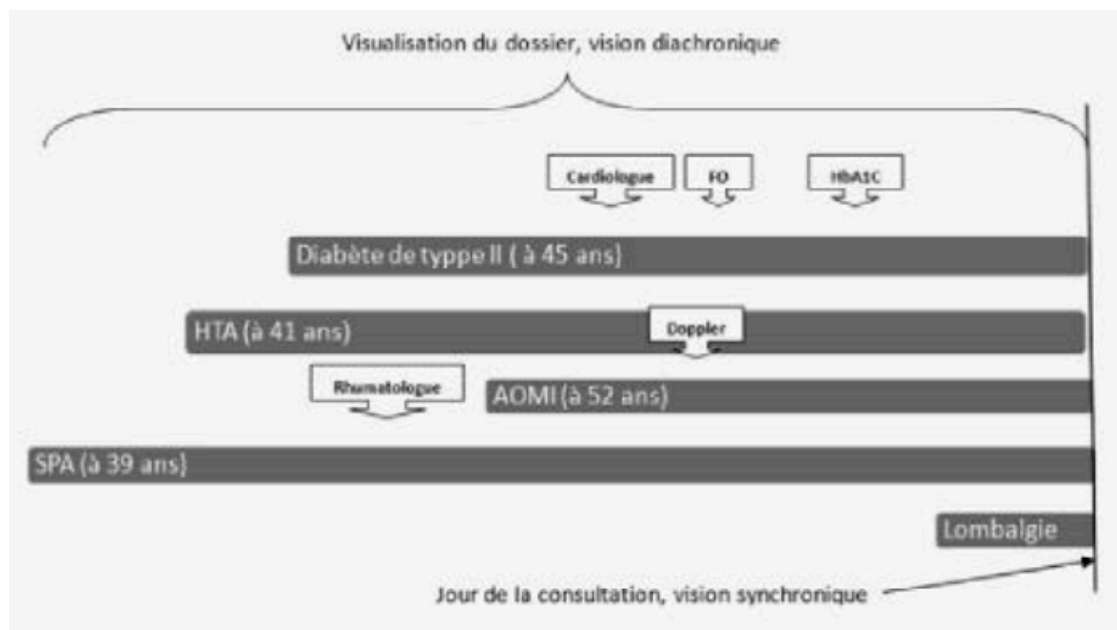 Visualisation du dossier, vision diachronique
Cardiologue
FO
HbA1C
Diabète de typpe II ( à 45 ans)
HTA (à 41 ans)
Doppler
Rhumatologue
AOMI (à 52 ans)
SPA (à 39 ans)
Lombalgie
Jour de la consultation, vision synchronique